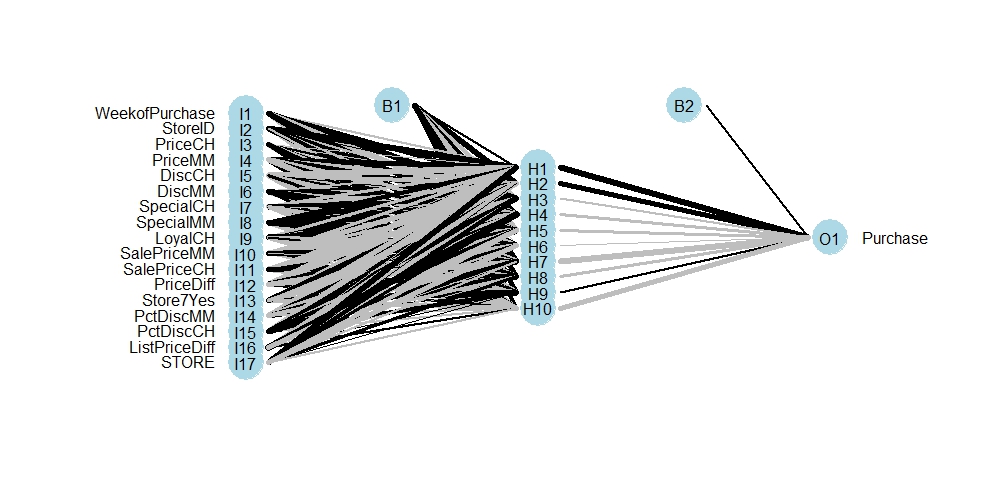 B1
B2
WeekofPurchase I1
StoreID I2
PriceCH I3
PriceMM I4
DiscCH I5
DiscMM I6
SpecialCH I7
SpecialMM I8
LoyalCH I9
SalePriceMM I10
SalePriceCH I11
PriceDiff I12
Store7Yes I13
PctDiscMM I14
PctDiscCH I15
ListPriceDiff I16
STORE I17
H1
H2
H3
H4
H5
H6
H7
H8
H9
H10
O1 Purchase